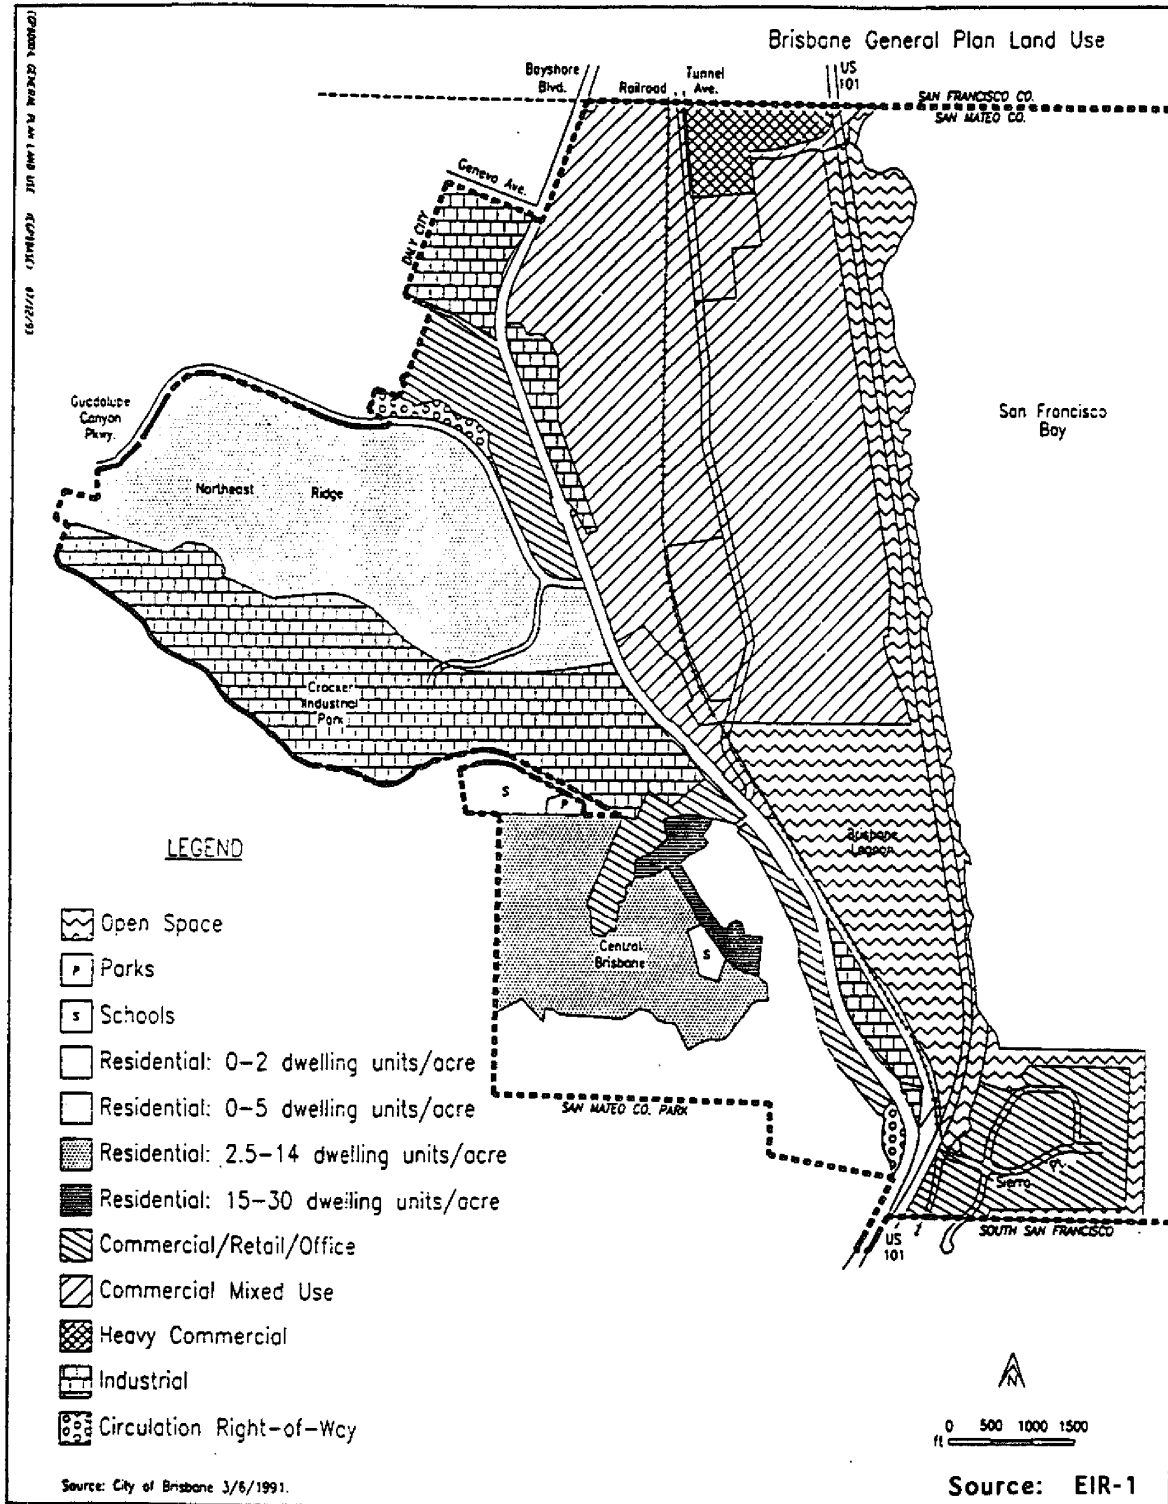 Brisbane General Plan Land Use
Bayshore
Blvd.
Railroad
Tunnel
Ave.
US
101
SAN FRANCISCO CO.
SAN MATEO CO.
Geneva Ave.
DALY CITY
Guadalupe
Canyon
Pkwy.
San Francisco
Bay
Northeast Ridge
Crocker
Industrial
Park
S
P
Brisbane
Lagoon
Central
Brisbane
S
SAN MATEO CO. PARK
Sierra
SOUTH SAN FRANCISCO
US
101
LEGEND
Open Space
P Parks
S Schools
Residential: 0-2 dwelling units/acre
Residential: 0-5 dwelling units/acre
Residential: 2.5-14 dwelling units/acre
Residential: 15-30 dwelling units/acre
Commercial/Retail/Office
Commercial Mixed Use
Heavy Commercial
Industrial
Circulation Right-of-Way
N
0 500 1000 1500
ft
Source: City of Brisbane 3/6/1991.
Source: EIR-1